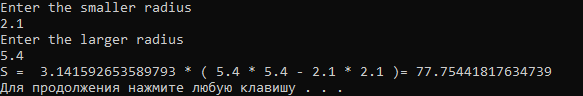 Enter the smaller radius
2.1
Enter the larger radius
5.4
S =  3.141592653589793 * ( 5.4 * 5.4 - 2.1 * 2.1 )= 77.75441817634739
Для продолжения нажмите любую клавишу . . .